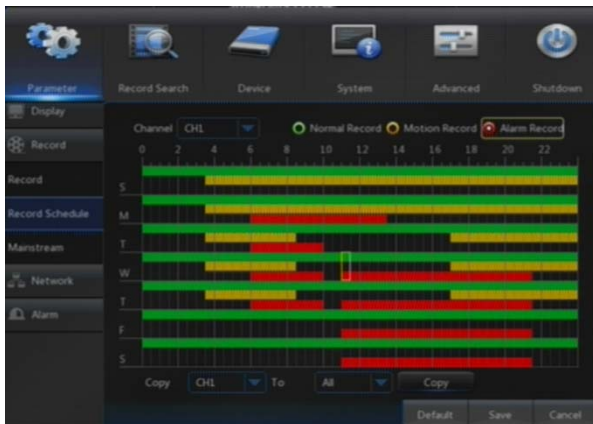 Parameter Record Search Device System Advanced Shutdown
Display
Channel CH1 Normal Record Motion Record Alarm Record
Record
0 2 4 6 8 10 12 14 16 18 20 22
Record
S
Record Schedule
M
Mainstream
T
Network
W
Alarm
T
F
S
Copy CH1 To All Copy
Default Save Cancel